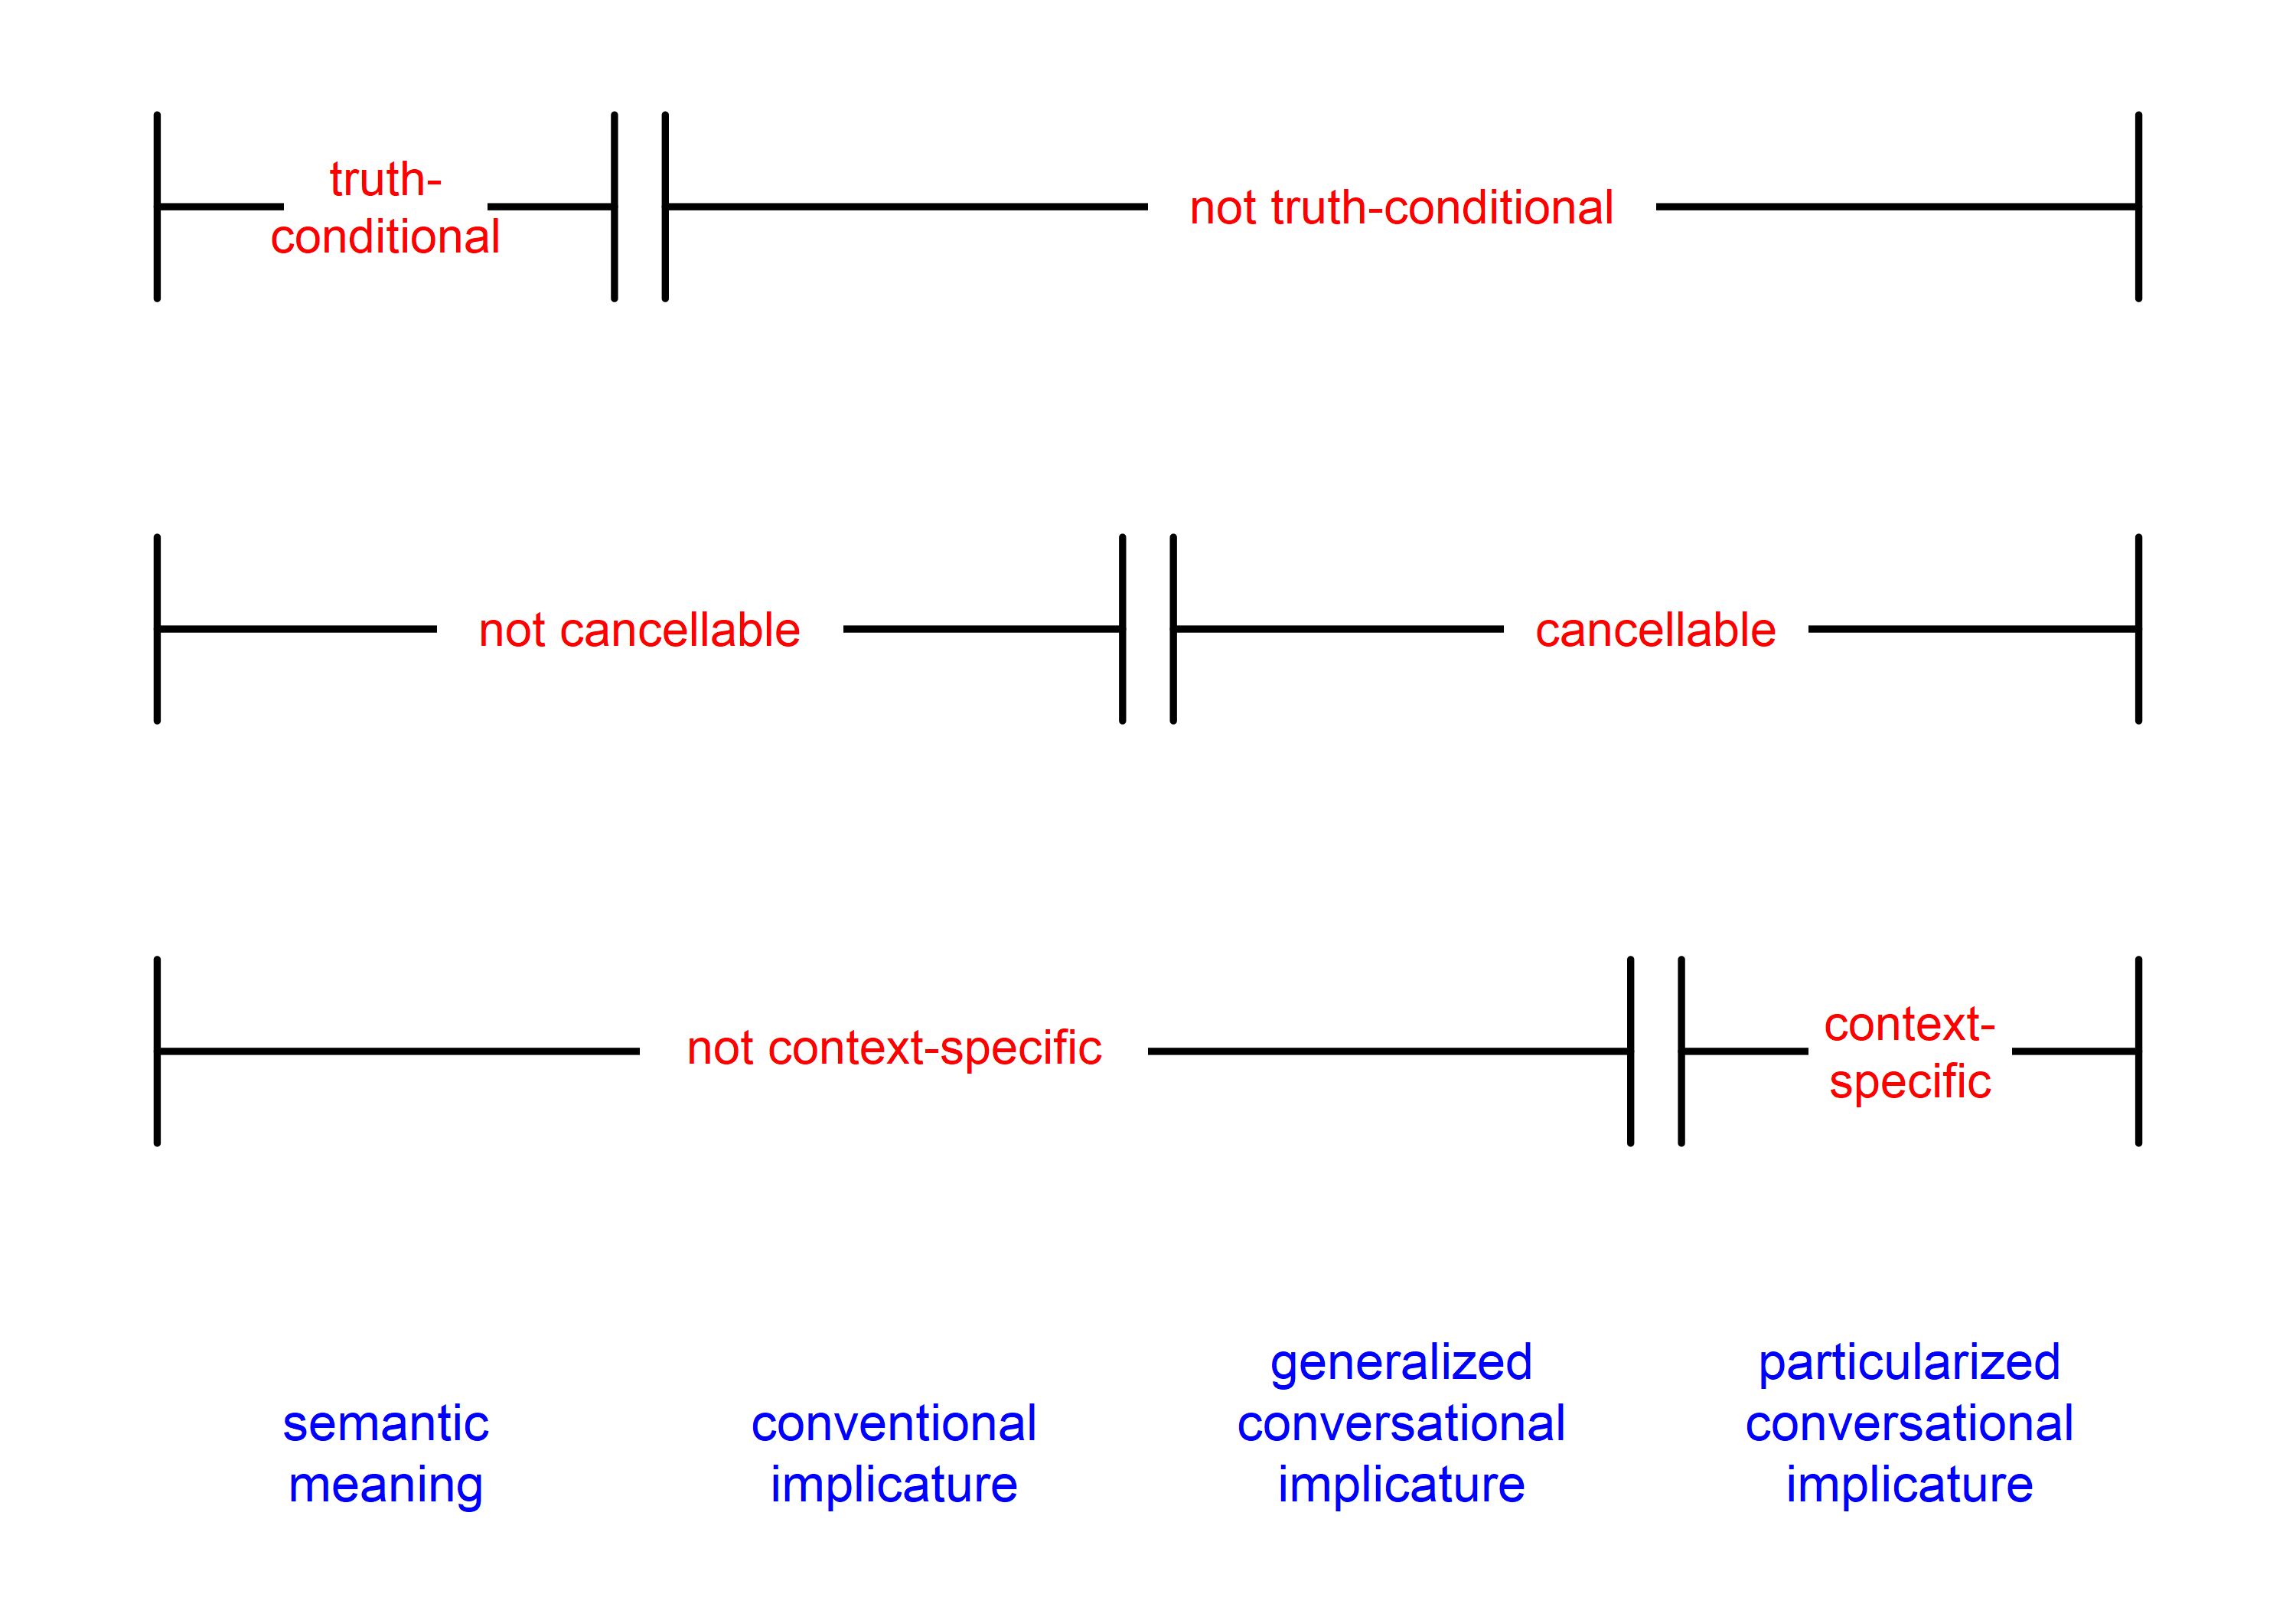 truth-
conditional
not truth-conditional
not cancellable
cancellable
not context-specific
context-
specific
semantic
meaning
conventional
implicature
generalized
conversational
implicature
particularized
conversational
implicature